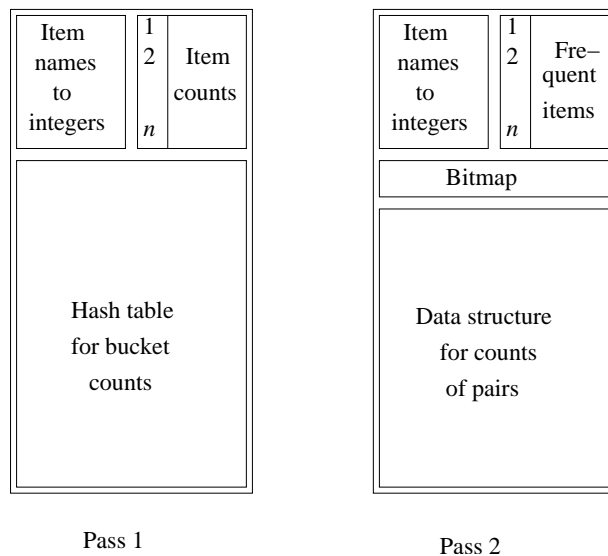 Item
names
to
integers
1
2
n
Item
counts
Hash table
for bucket
counts
Pass 1
Item
names
to
integers
1
2
n
Fre–
quent
items
Bitmap
Data structure
for counts
of pairs
Pass 2